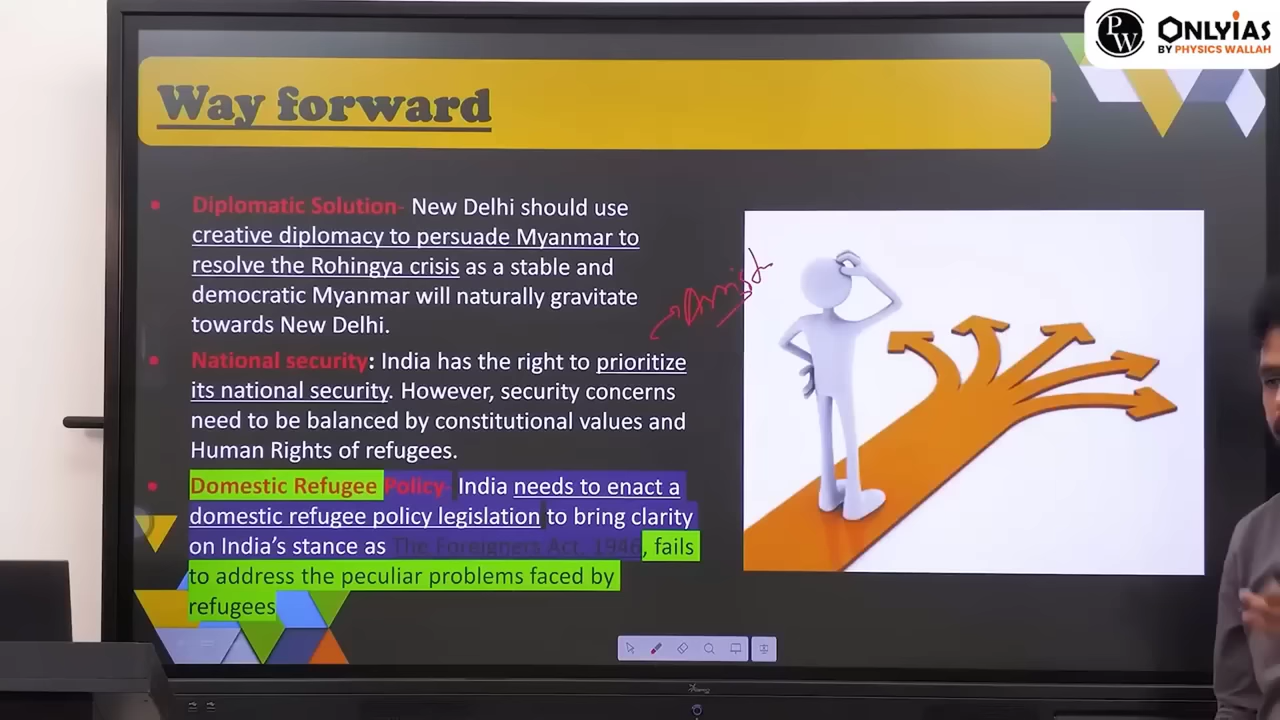 PW
ONLYIAS
BY PHYSICS WALLAH
Way forward
• Diplomatic Solution- New Delhi should use
creative diplomacy to persuade Myanmar to
resolve the Rohingya crisis as a stable and
democratic Myanmar will naturally gravitate
towards New Delhi.
• National security: India has the right to prioritize
its national security. However, security concerns
need to be balanced by constitutional values and
Human Rights of refugees.
• Domestic Refugee Policy- India needs to enact a
domestic refugee policy legislation to bring clarity
on India's stance as The Foreigners Act, 1946, fails
to address the peculiar problems faced by
refugees